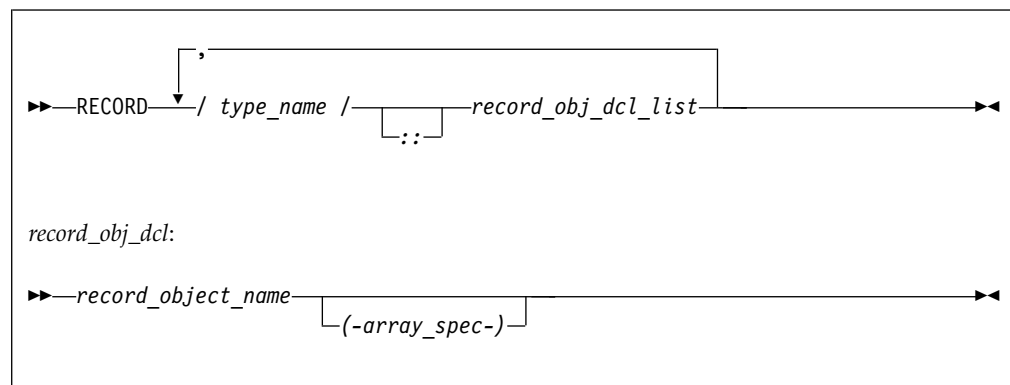 ,
RECORD / type_name / record_obj_dcl_list
::
record_obj_dcl:
record_object_name
(-array_spec-)